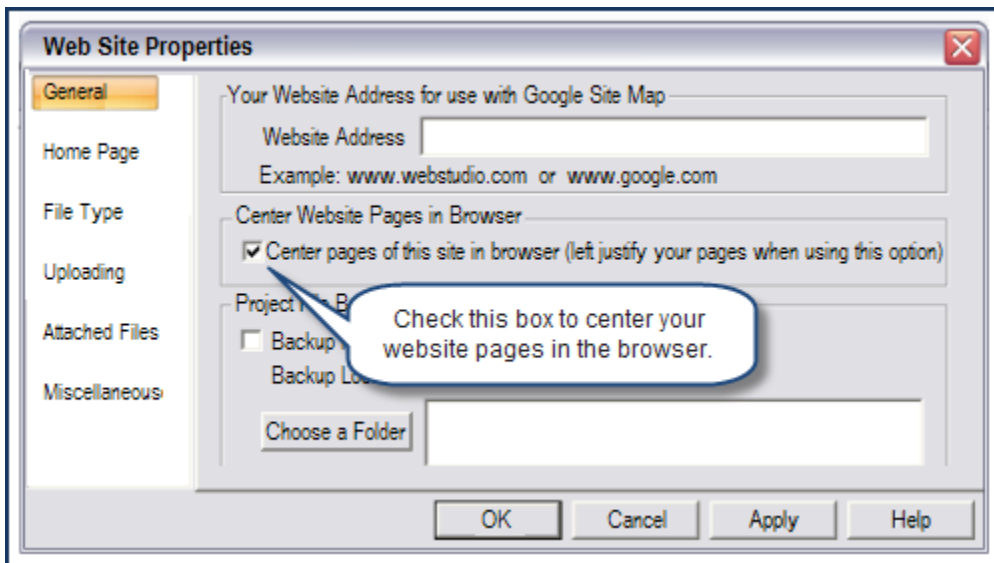 Web Site Properties
General
Home Page
File Type
Uploading
Attached Files
Miscellaneous
Your Website Address for use with Google Site Map
Website Address
Example: www.webstudio.com or www.google.com
Center Website Pages in Browser
Center pages of this site in browser (left justify your pages when using this option)
Project File B
Backup
Backup Loc
Check this box to center your
website pages in the browser.
Choose a Folder
OK Cancel Apply Help